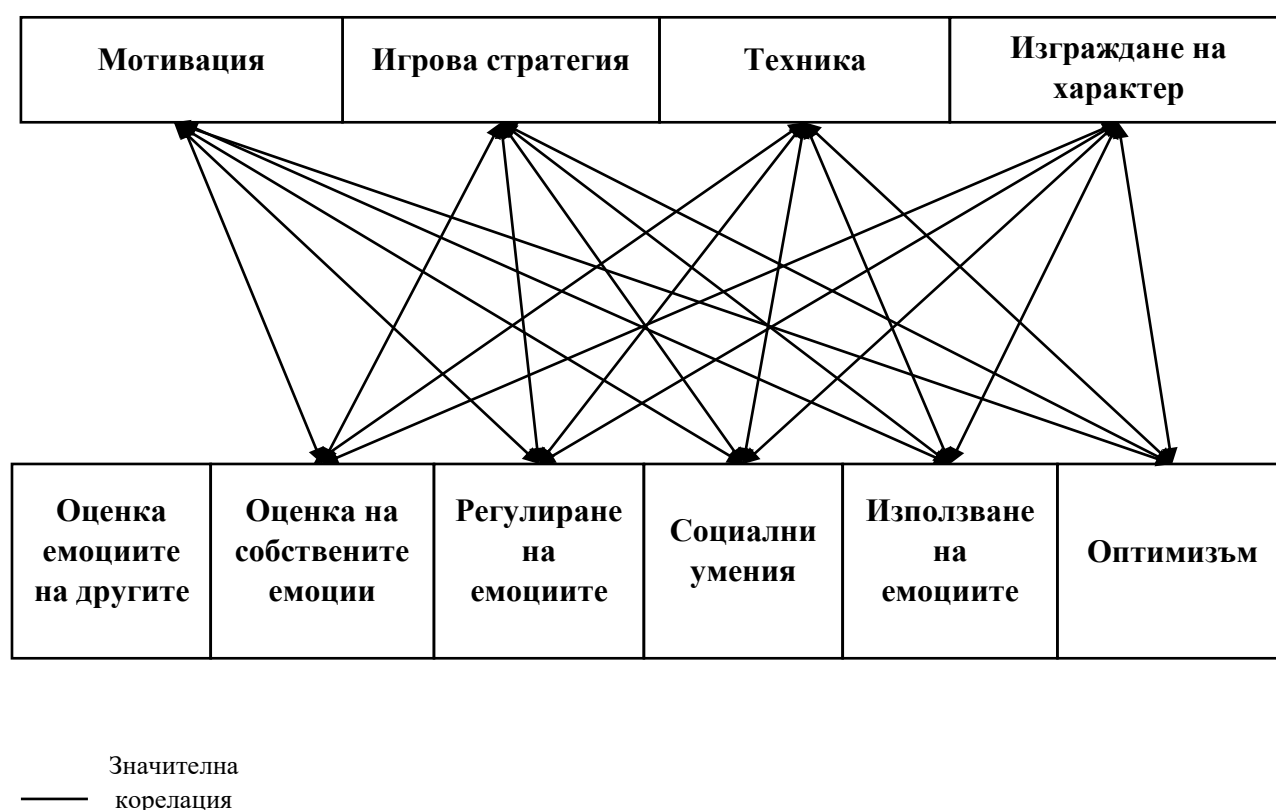 Мотивация
Игрова стратегия
Техника
Изграждане на
характер
Оценка
емоциите
на другите
Оценка на
собствените
емоции
Регулиране
на
емоциите
Социални
умения
Използване
на
емоциите
Оптимизъм
Значителна
корелация